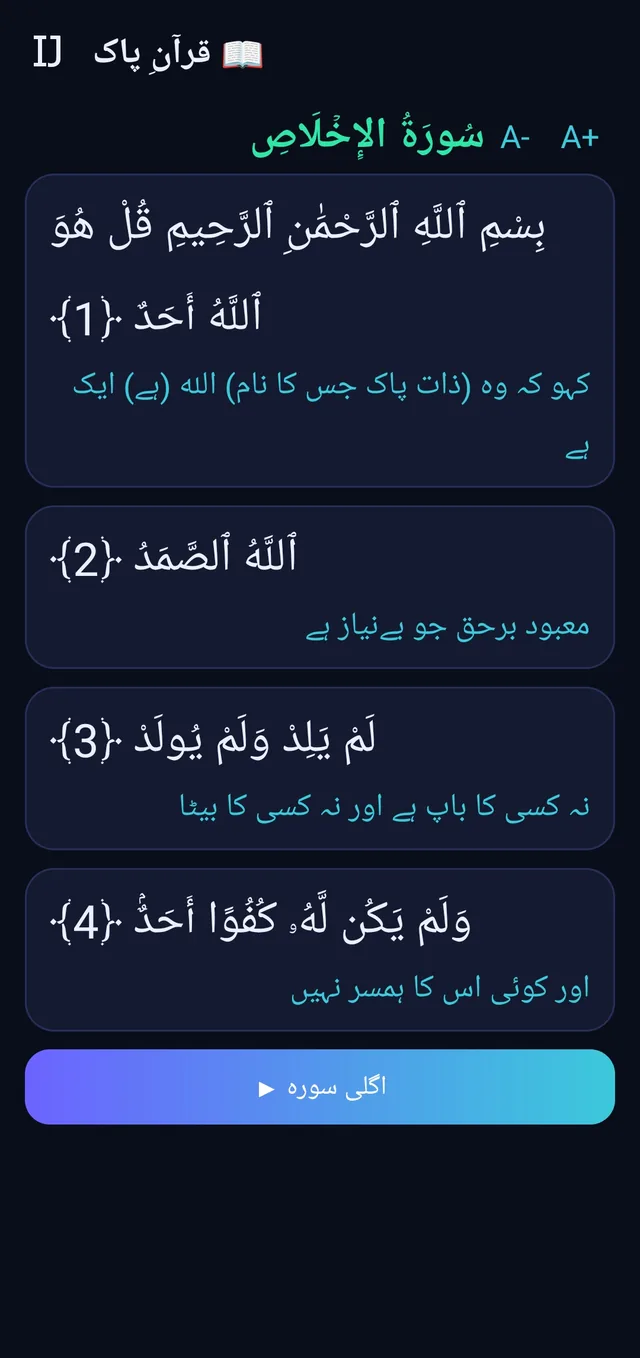 IJ قرآنِ پاک 📖
سُورَةُ الإِخۡلَاصِ A- A+
بِسْمِ ٱللَّهِ ٱلرَّحْمَٰنِ ٱلرَّحِيمِ قُلْ هُوَ
ٱللَّهُ أَحَدٌ ﴿1﴾
کہو کہ وہ (ذات پاک جس کا نام) الله (ہے) ایک
ہے
ٱللَّهُ ٱلصَّمَدُ ﴿2﴾
معبود برحق جو بےنیاز ہے
لَمْ يَلِدْ وَلَمْ يُولَدْ ﴿3﴾
نہ کسی کا باپ ہے اور نہ کسی کا بیٹا
وَلَمْ يَكُن لَّهُۥ كُفُوًا أَحَدٌۢ ﴿4﴾
اور کوئی اس کا ہمسر نہیں
اگلی سورہ ▶